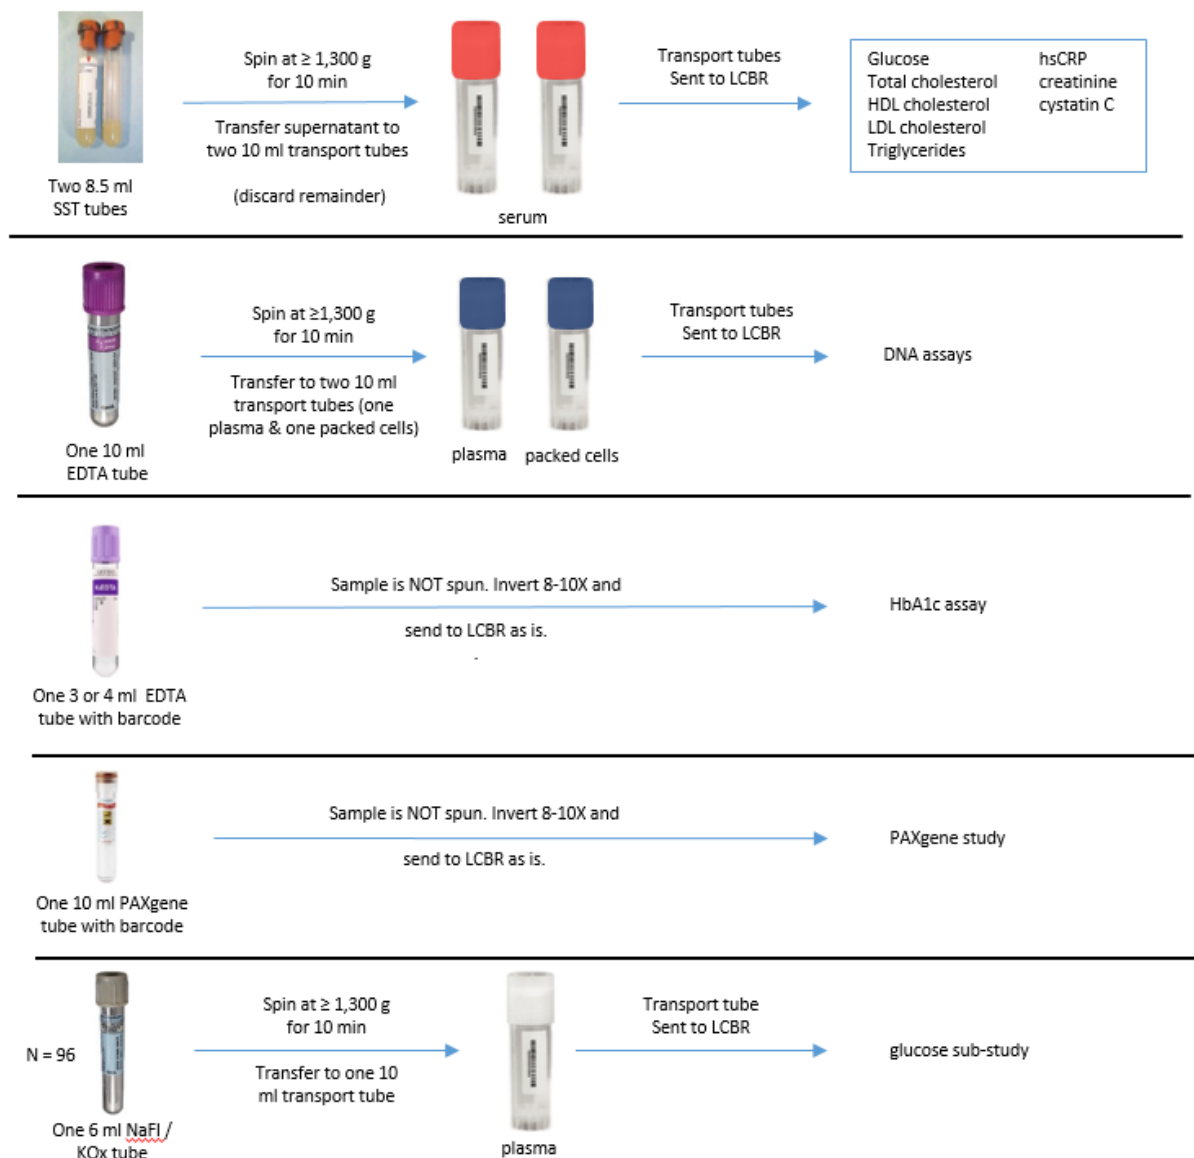 Two 8.5 ml
SST tubes
Spin at ≥ 1,300 g
for 10 min
Transfer supernatant to
two 10 ml transport tubes
(discard remainder)
serum
Transport tubes
Sent to LCBR
Glucose
Total cholesterol
HDL cholesterol
LDL cholesterol
Triglycerides
hsCRP
creatinine
cystatin C
One 10 ml
EDTA tube
Spin at ≥1,300 g
for 10 min
Transfer to two 10 ml
transport tubes (one
plasma & one packed cells)
plasma
packed cells
Transport tubes
Sent to LCBR
DNA assays
One 3 or 4 ml EDTA
tube with barcode
Sample is NOT spun. Invert 8-10X and
send to LCBR as is.
.
HbA1c assay
One 10 ml PAXgene
tube with barcode
Sample is NOT spun. Invert 8-10X and
send to LCBR as is.
PAXgene study
N = 96
One 6 ml NaFl /
KOx tube
Spin at ≥ 1,300 g
for 10 min
Transfer to one 10
ml transport tube
plasma
Transport tube
Sent to LCBR
glucose sub-study